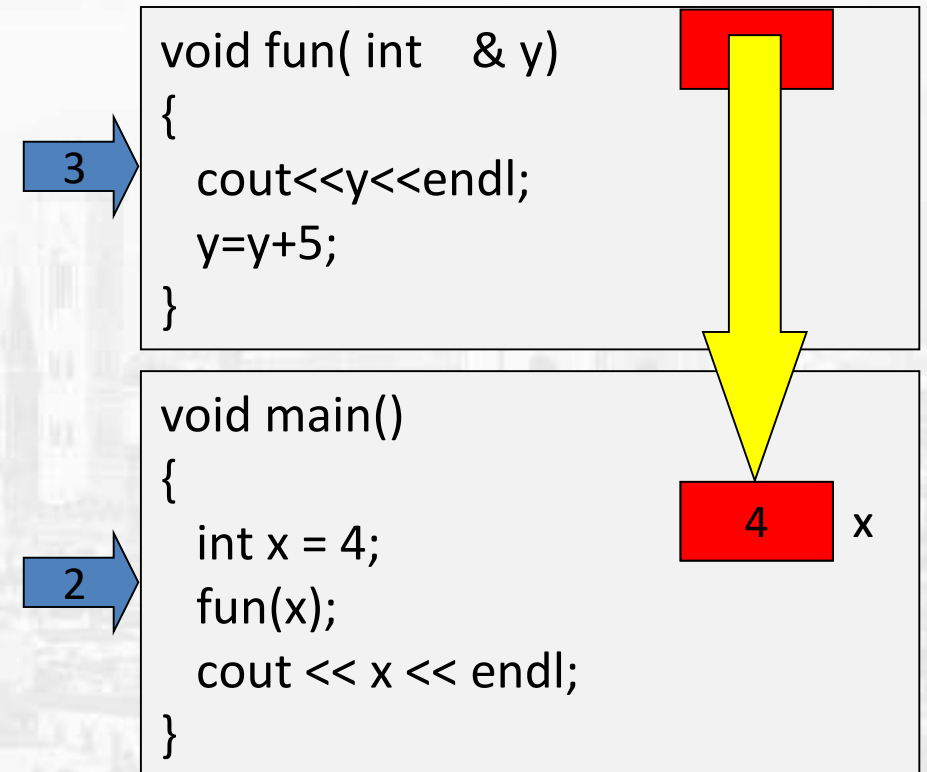 void fun( int & y)
{
3
cout<<y<<endl;
y=y+5;
}
void main()
{
4 x
int x = 4;
2
fun(x);
cout << x << endl;
}